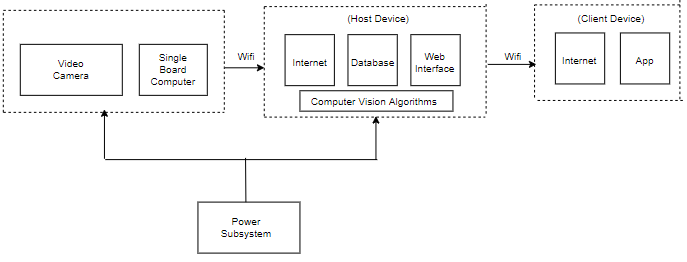 (Host Device)
(Client Device)
Video
Camera
Single
Board
Computer
Wifi
Internet
Database
Web
Interface
Computer Vision Algorithms
Wifi
Internet
App
Power
Subsystem